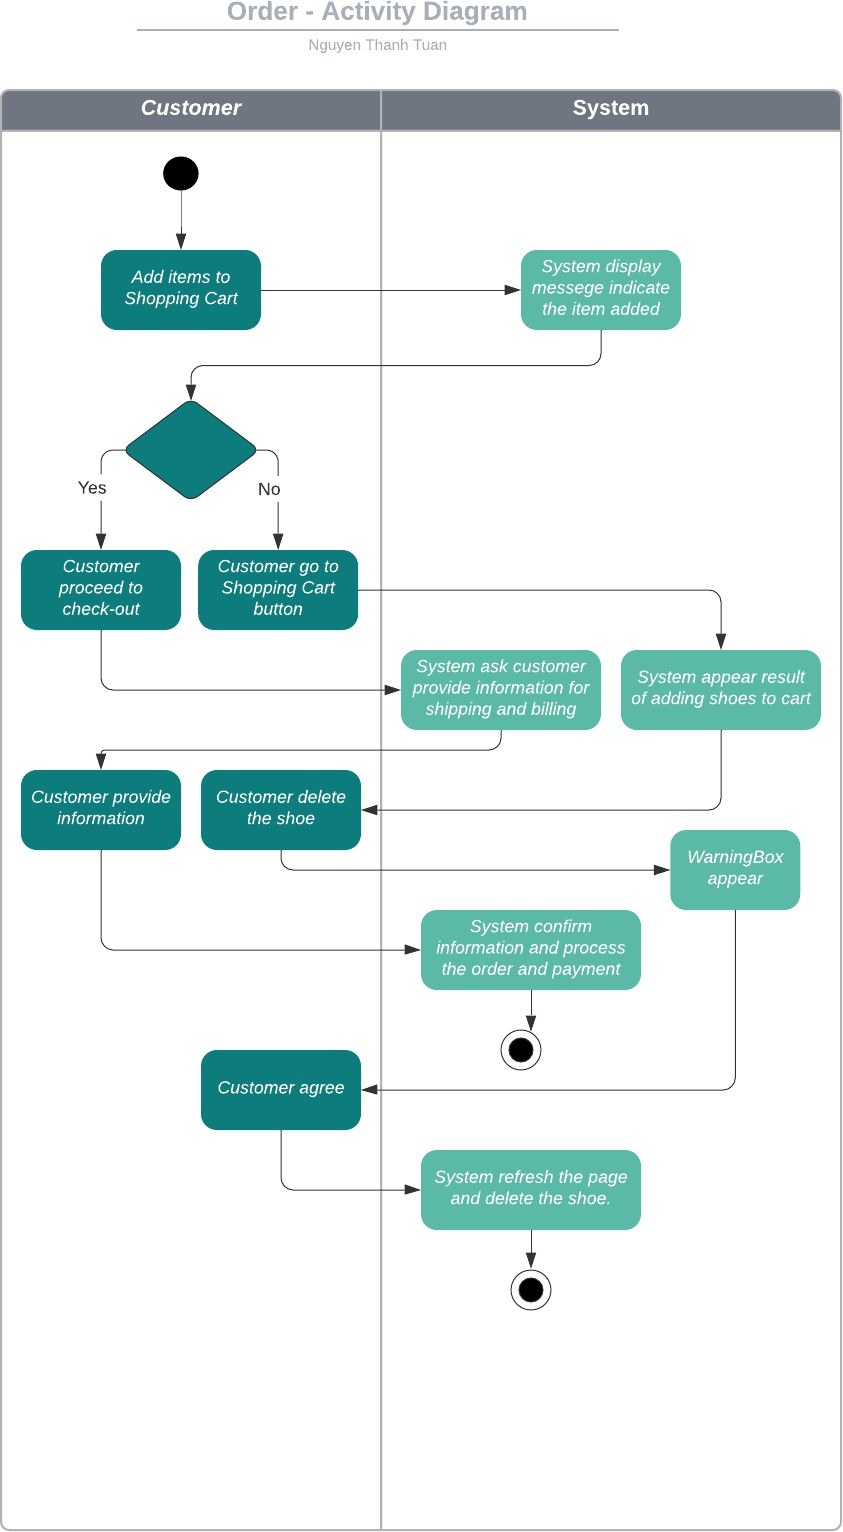 Order - Activity Diagram
Nguyen Thanh Tuan
Customer
System
Add items to
Shopping Cart
System display
messege indicate
the item added
Yes
No
Customer
proceed to
check-out
Customer go to
Shopping Cart
button
System ask customer
provide information for
shipping and billing
System appear result
of adding shoes to cart
Customer provide
information
Customer delete
the shoe
WarningBox
appear
System confirm
information and process
the order and payment
Customer agree
System refresh the page
and delete the shoe.